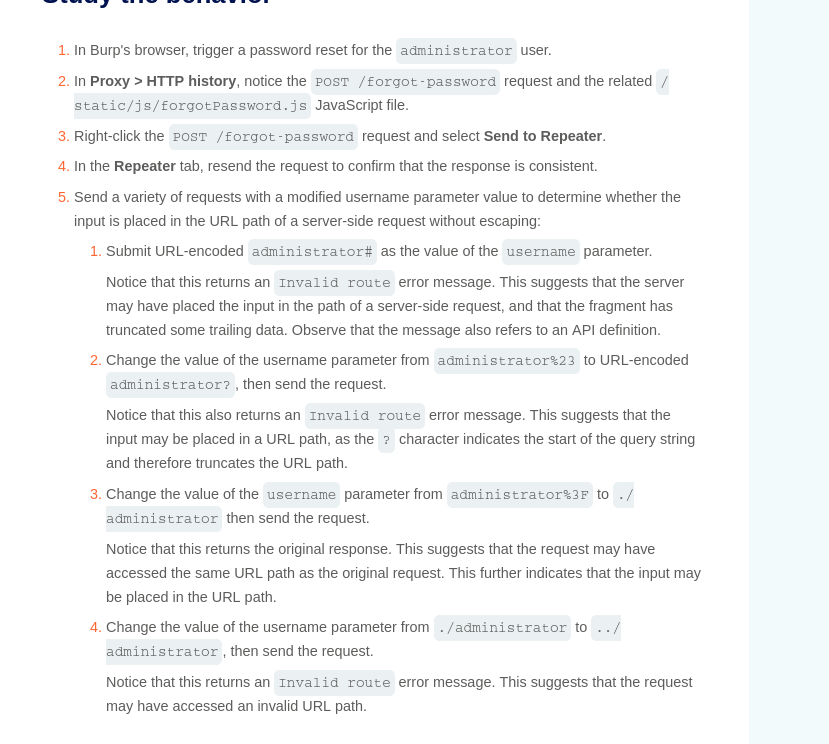 Study the behavior
1. In Burp's browser, trigger a password reset for the administrator user.
2. In Proxy > HTTP history, notice the POST /forgot-password request and the related /
static/js/forgotPassword.js JavaScript file.
3. Right-click the POST /forgot-password request and select Send to Repeater.
4. In the Repeater tab, resend the request to confirm that the response is consistent.
5. Send a variety of requests with a modified username parameter value to determine whether the
input is placed in the URL path of a server-side request without escaping:
1. Submit URL-encoded administrator# as the value of the username parameter.
Notice that this returns an Invalid route error message. This suggests that the server
may have placed the input in the path of a server-side request, and that the fragment has
truncated some trailing data. Observe that the message also refers to an API definition.
2. Change the value of the username parameter from administrator%23 to URL-encoded
administrator?, then send the request.
Notice that this also returns an Invalid route error message. This suggests that the
input may be placed in a URL path, as the ? character indicates the start of the query string
and therefore truncates the URL path.
3. Change the value of the username parameter from administrator%3F to ./
administrator then send the request.
Notice that this returns the original response. This suggests that the request may have
accessed the same URL path as the original request. This further indicates that the input may
be placed in the URL path.
4. Change the value of the username parameter from ./administrator to ../
administrator, then send the request.
Notice that this returns an Invalid route error message. This suggests that the request
may have accessed an invalid URL path.